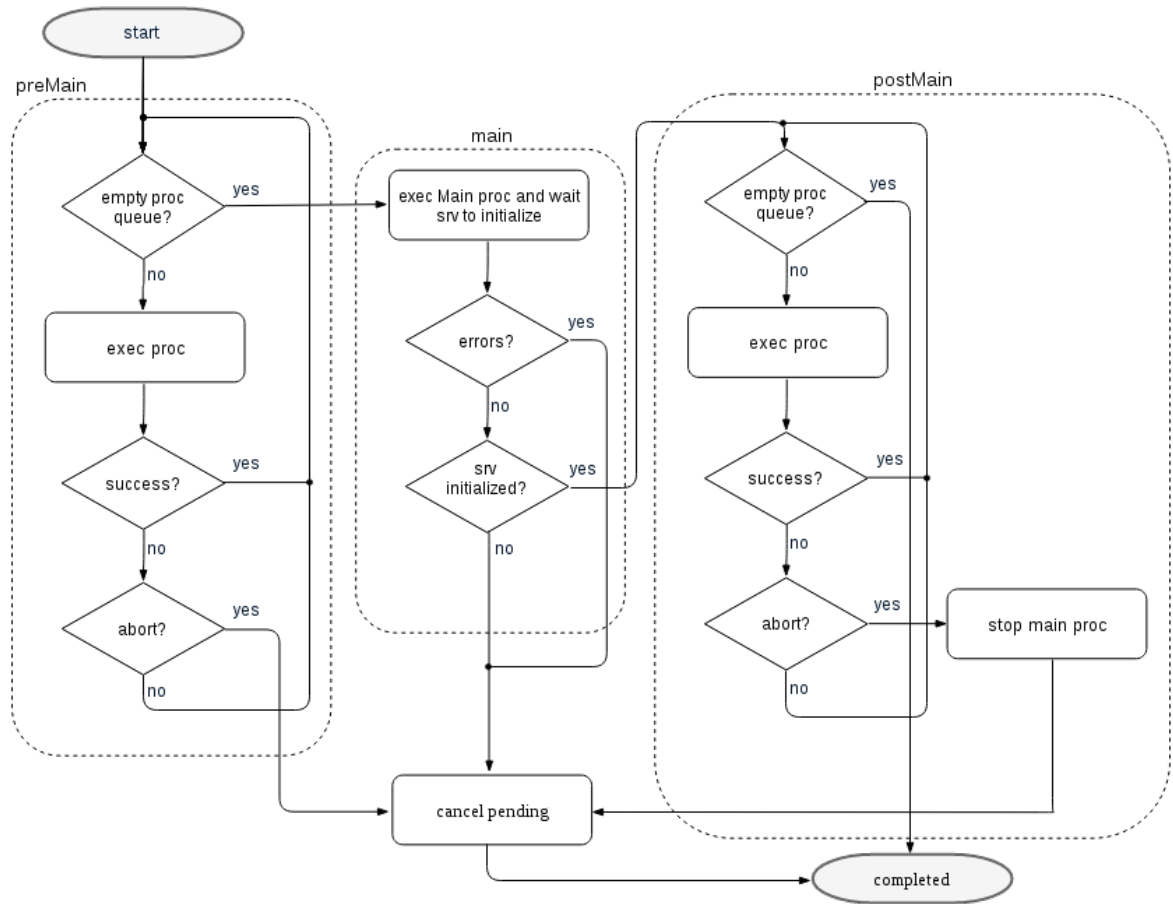 start
preMain
empty proc
queue?
yes
no
exec proc
success?
yes
no
abort?
yes
no
main
exec Main proc and wait
srv to initialize
errors?
yes
no
srv
initialized?
yes
no
postMain
empty proc
queue?
yes
no
exec proc
success?
yes
no
abort?
yes
no
stop main proc
cancel pending
completed